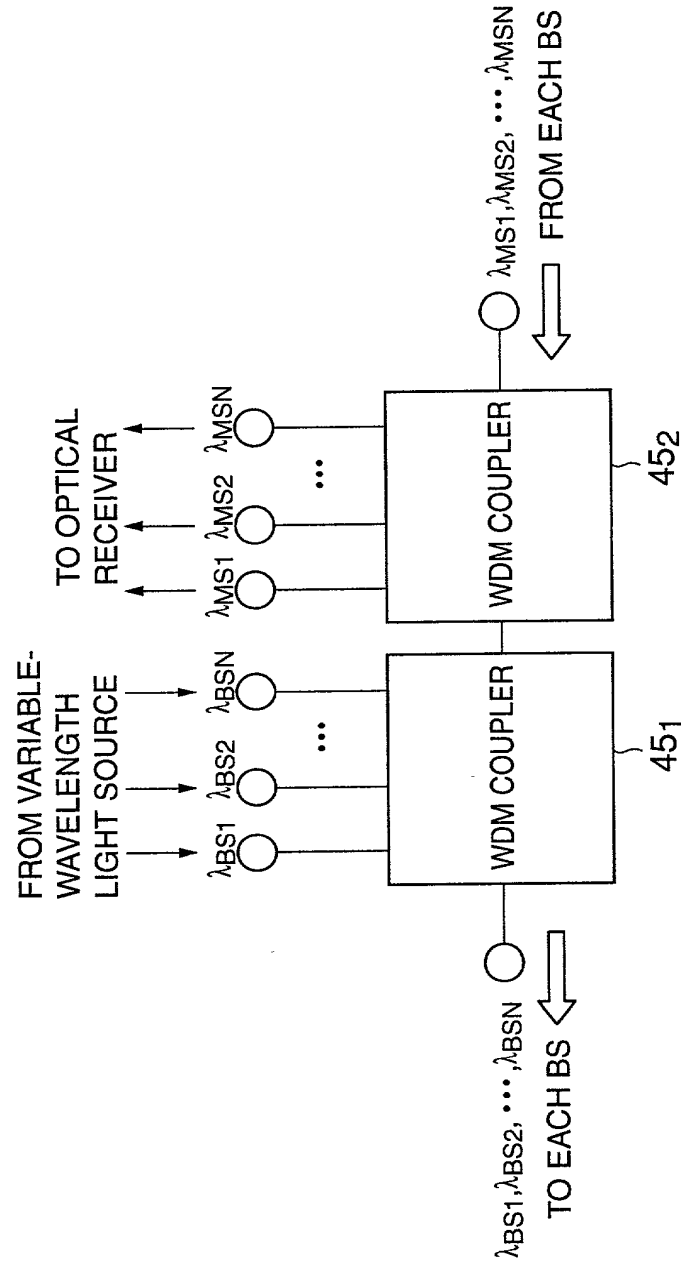 FROM VARIABLE-
WAVELENGTH
LIGHT SOURCE
TO OPTICAL
RECEIVER
λBS1
λBS2
•••
λBSN
λMS1
λMS2
•••
λMSN
WDM COUPLER
WDM COUPLER
λBS1,λBS2, •••,λBSN
TO EACH BS
λMS1,λMS2, •••,λMSN
FROM EACH BS
451
452